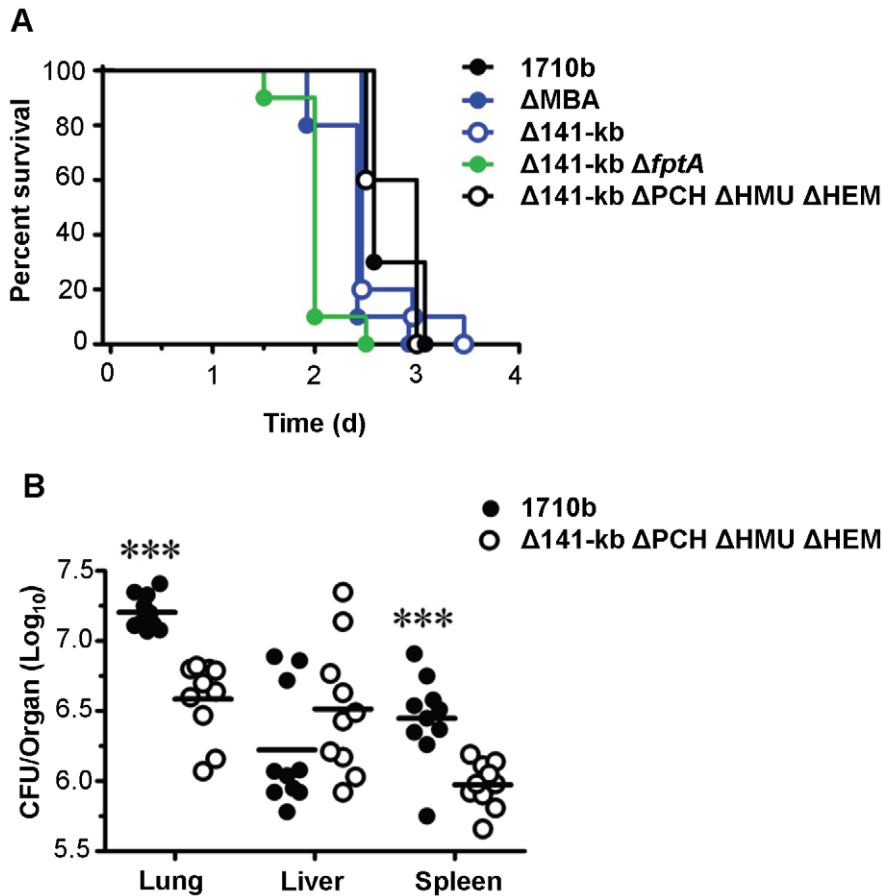 A
Percent survival
100
80
60
40
20
0
0 1 2 3 4
Time (d)
1710b
ΔMBA
Δ141-kb
Δ141-kb ΔfptA
Δ141-kb ΔPCH ΔHMU ΔHEM
B
1710b
Δ141-kb ΔPCH ΔHMU ΔHEM
CFU/Organ (Log10)
7.5
7.0
6.5
6.0
5.5
*** ***
Lung Liver Spleen